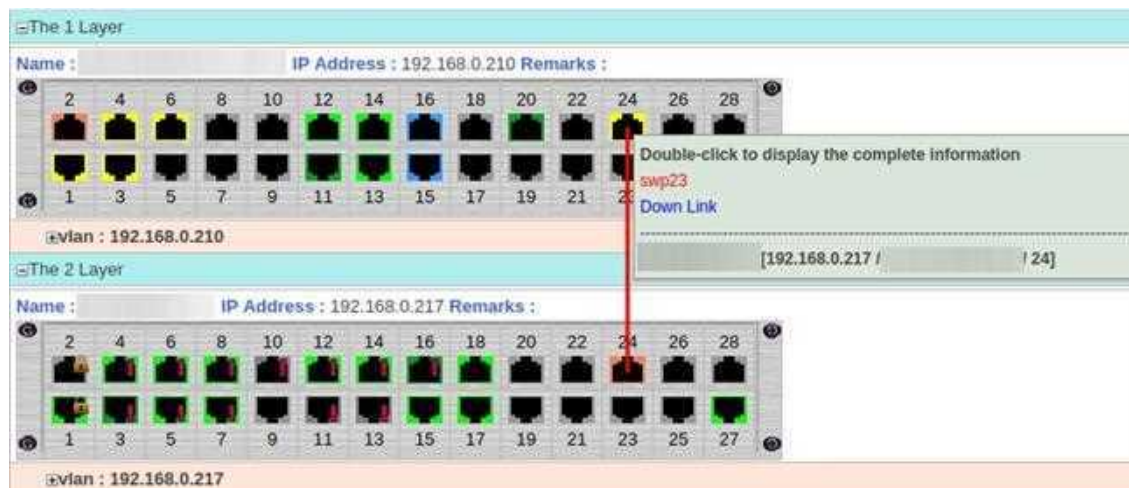 The 1 Layer
Name : IP Address : 192.168.0.210 Remarks :
2 4 6 8 10 12 14 16 18 20 22 24 26 28
1 3 5 7 9 11 13 15 17 19 21
Double-click to display the complete information
swp23
Down Link
[192.168.0.217 / / 24]
vlan : 192.168.0.210
The 2 Layer
Name : IP Address : 192.168.0.217 Remarks :
2 4 6 8 10 12 14 16 18 20 22 24 26 28
1 3 5 7 9 11 13 15 17 19 21 23 25 27
vlan : 192.168.0.217